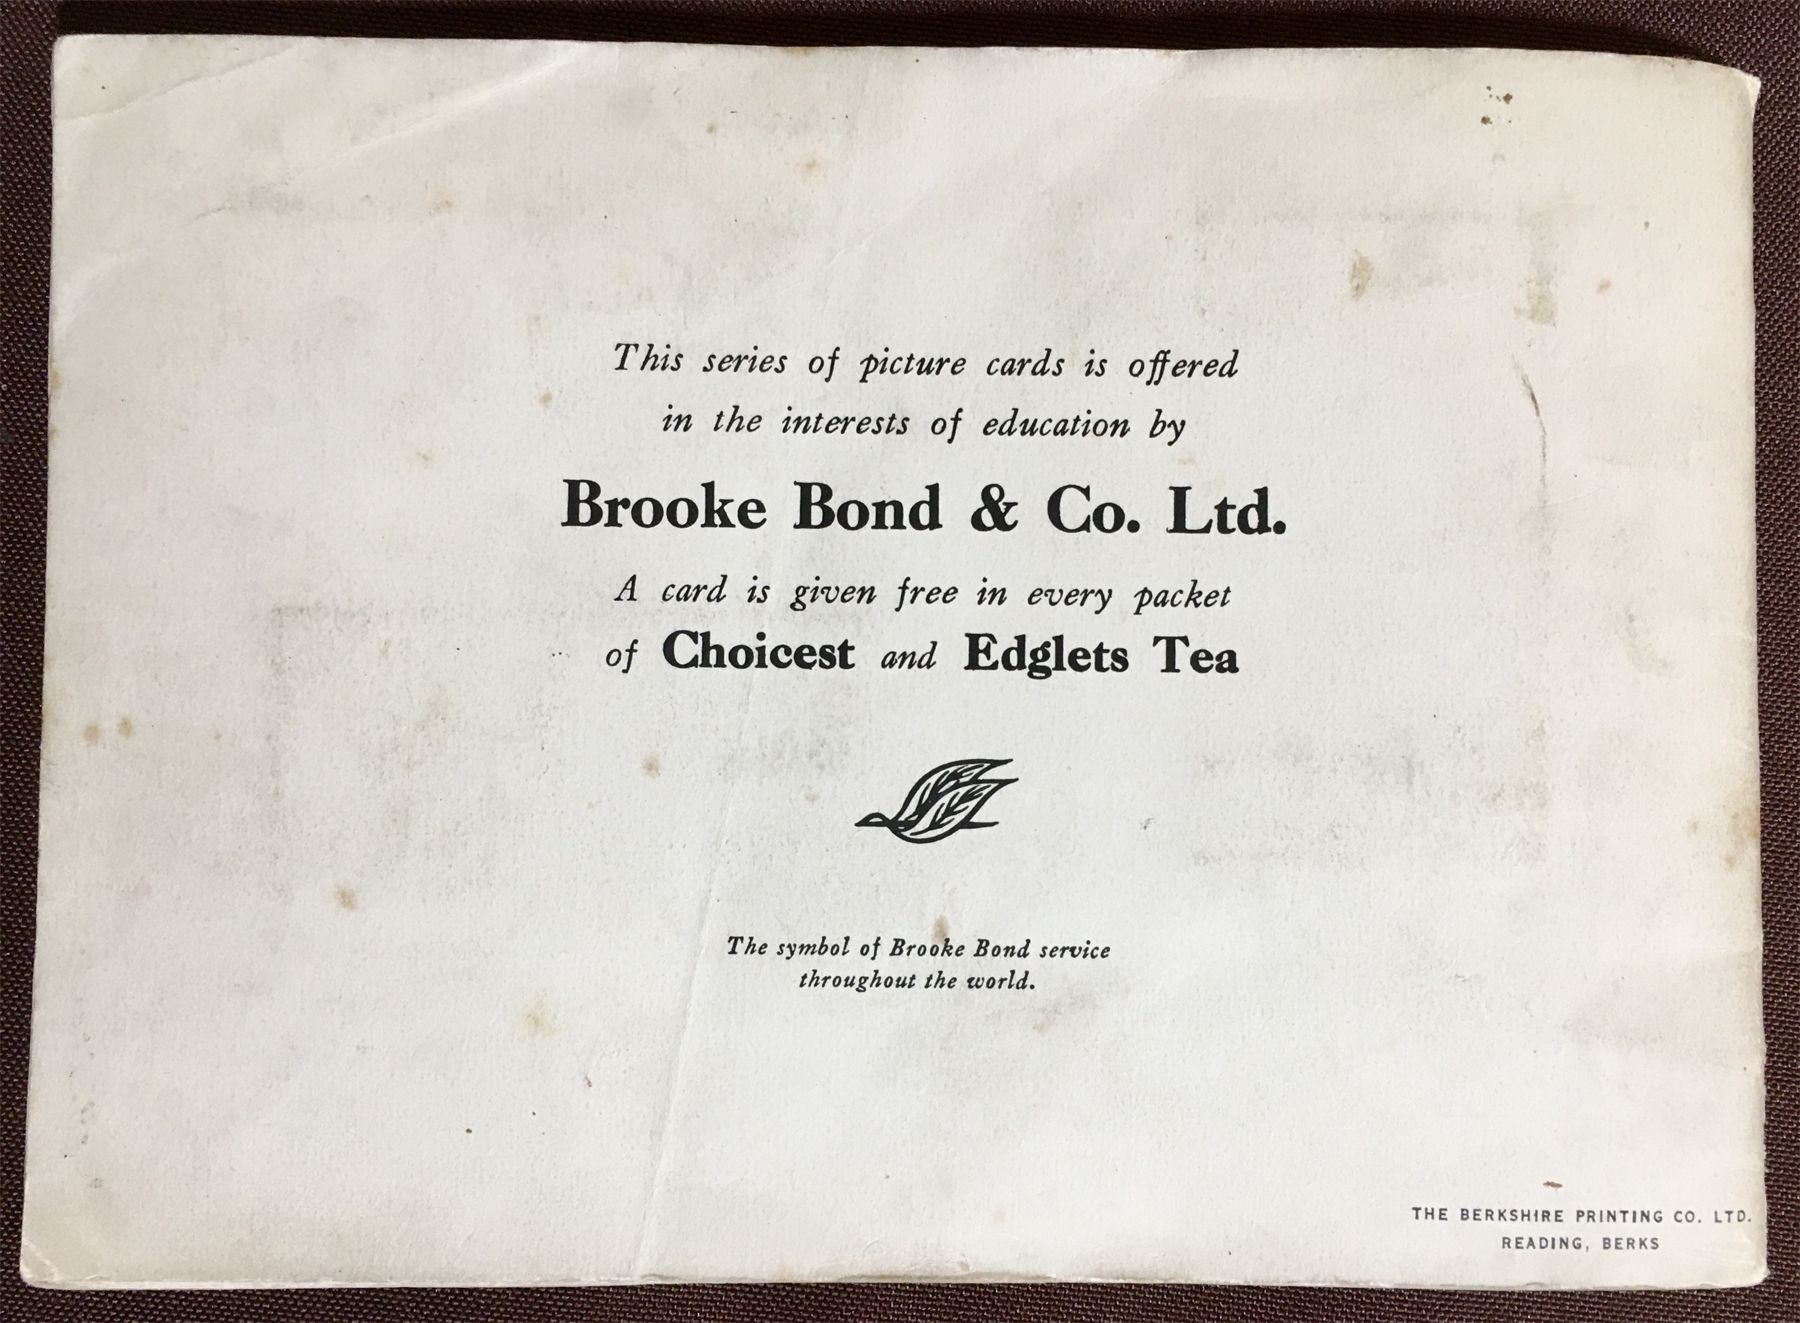 This series of picture cards is offered
in the interests of education by
Brooke Bond & Co. Ltd.
A card is given free in every packet
of Choicest and Edglets Tea
The symbol of Brooke Bond service
throughout the world.
THE BERKSHIRE PRINTING CO. LTD.
READING, BERKS